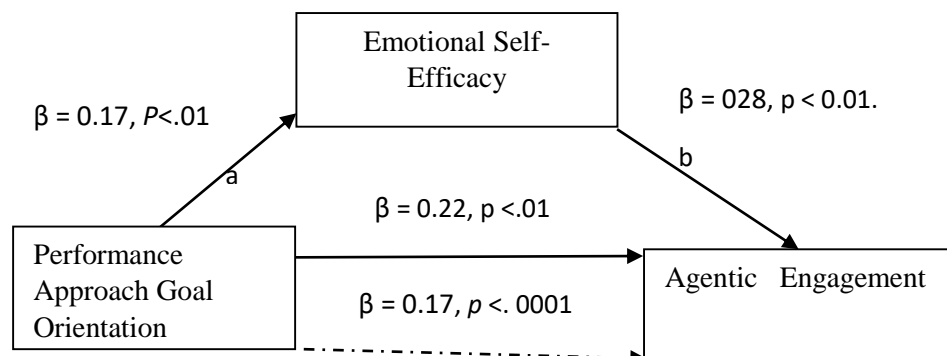 Emotional Self-
Efficacy
β = 0.17, P<.01
β = 028, p < 0.01.
a
b
β = 0.22, p <.01
Performance
Approach Goal
Orientation
Agentic Engagement
β = 0.17, p <. 0001